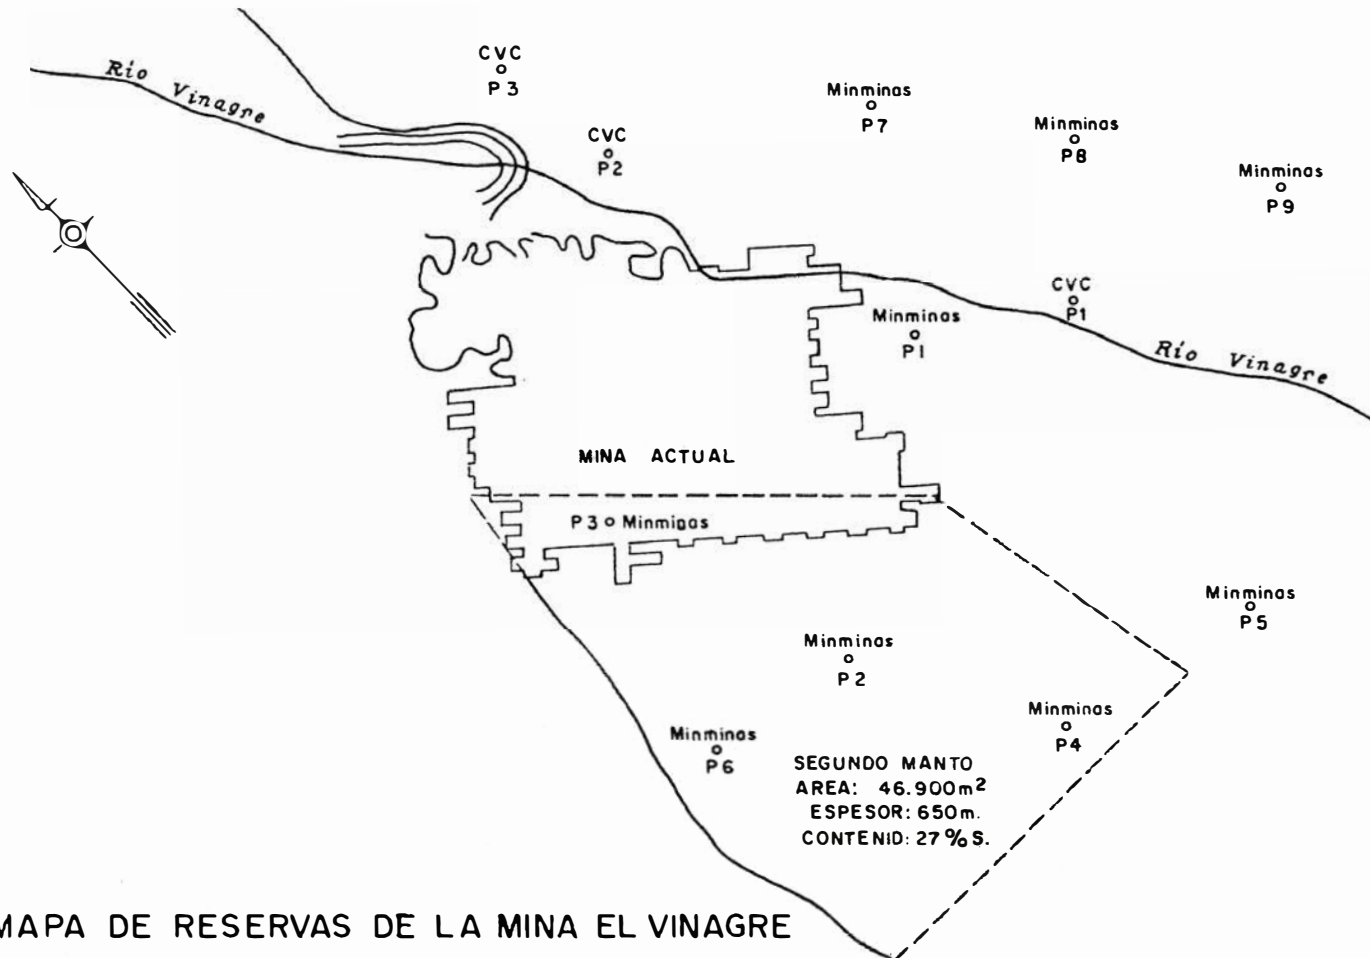 CVC
P3
Río Vinagre
CVC
P2
Minminas
P7
Minminas
P8
Minminas
P9
CVC
P1
Minminas
P1
Río Vinagre
MINA ACTUAL
P3 Minminas
Minminas
P5
Minminas
P2
Minminas
P4
Minminas
P6
SEGUNDO MANTO
AREA: 46.900m²
ESPESOR: 650m.
CONTENID: 27%S.
MAPA DE RESERVAS DE LA MINA EL VINAGRE